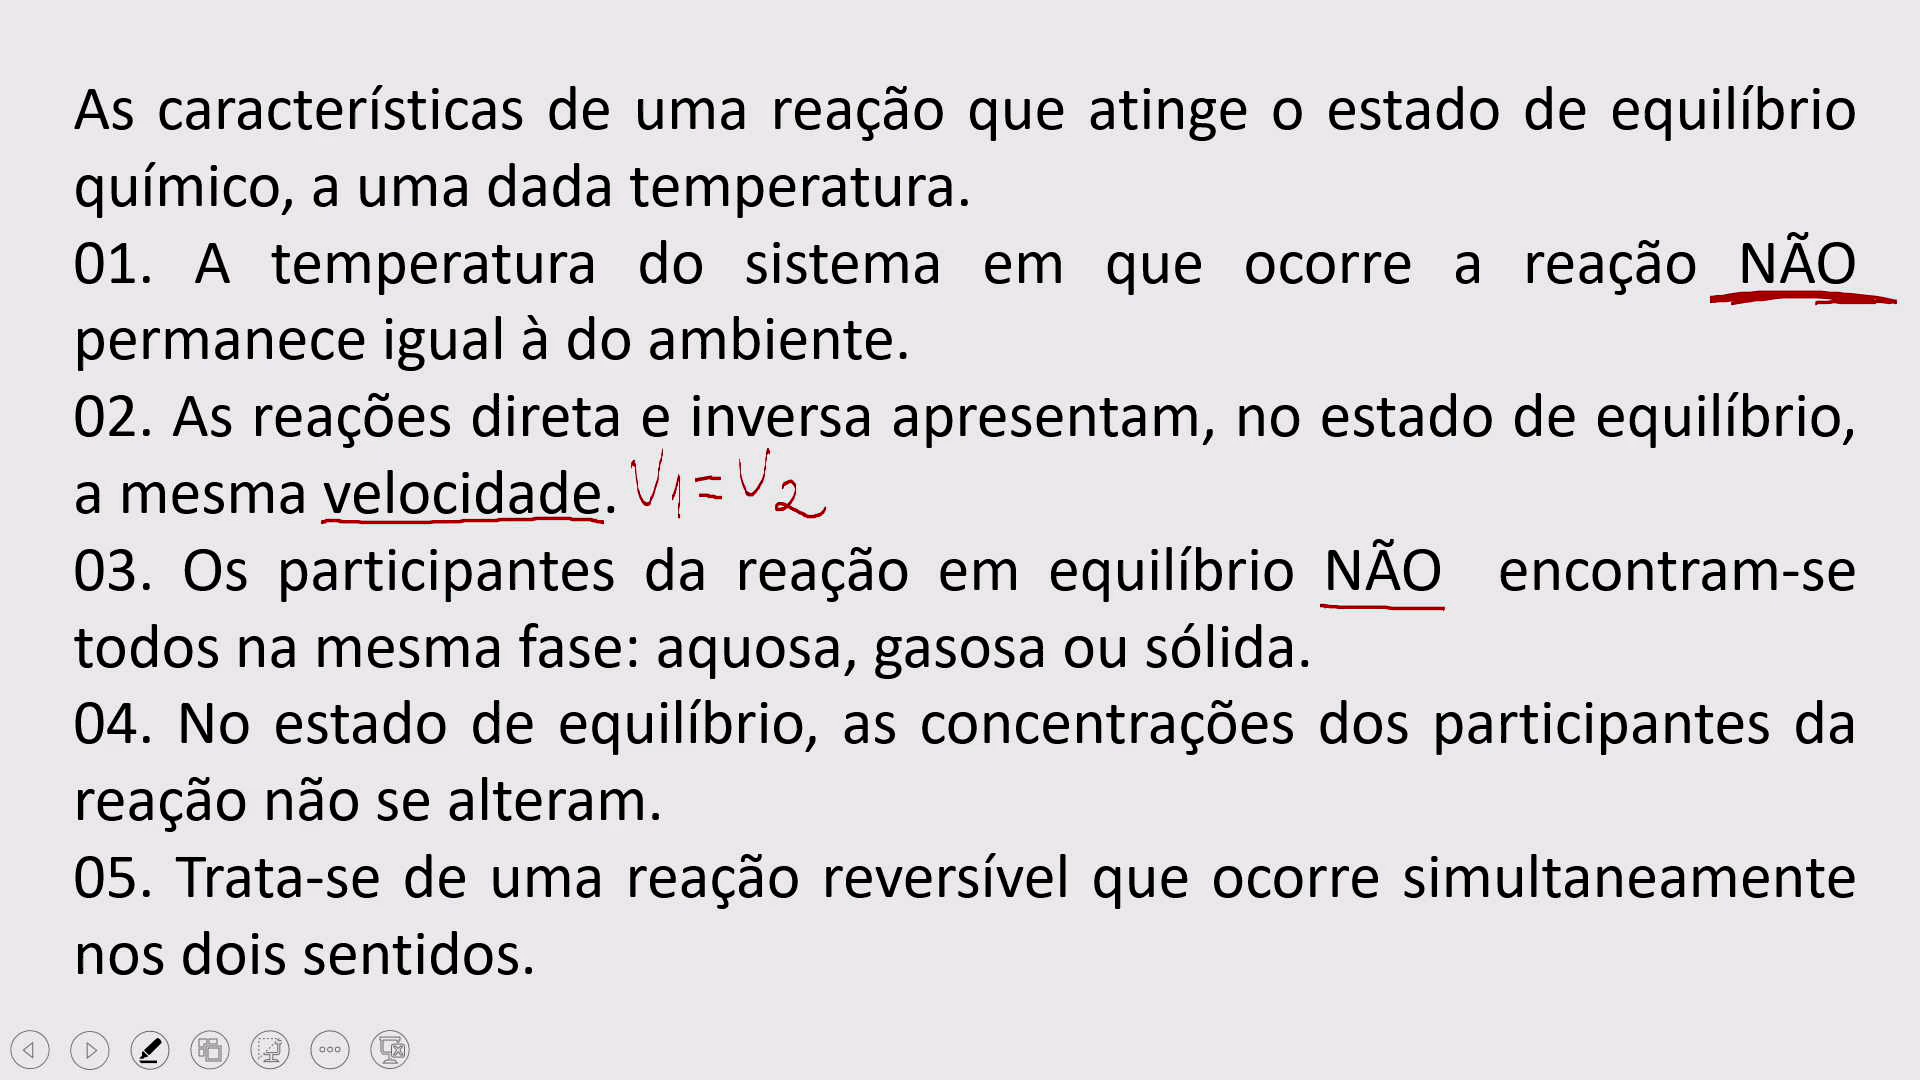 As características de uma reação que atinge o estado de equilíbrio
químico, a uma dada temperatura.
01. A temperatura do sistema em que ocorre a reação NÃO
permanece igual à do ambiente.
02. As reações direta e inversa apresentam, no estado de equilíbrio,
a mesma velocidade. V1 = V2
03. Os participantes da reação em equilíbrio NÃO encontram-se
todos na mesma fase: aquosa, gasosa ou sólida.
04. No estado de equilíbrio, as concentrações dos participantes da
reação não se alteram.
05. Trata-se de uma reação reversível que ocorre simultaneamente
nos dois sentidos.